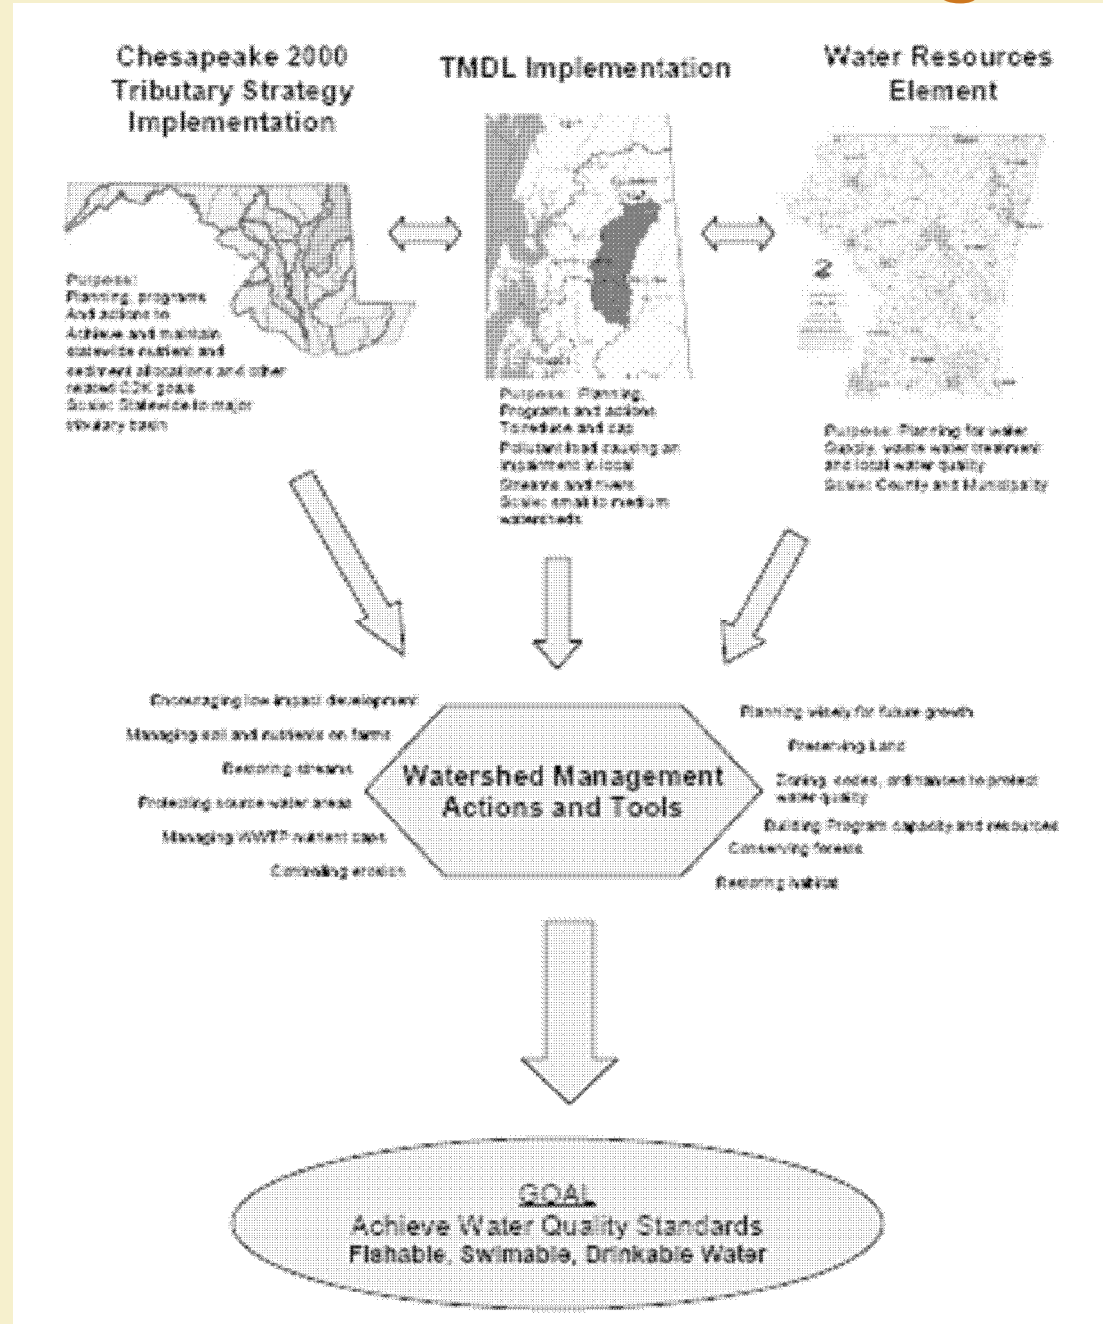 Chesapeake 2000
Tributary Strategy
Implementation
TMDL Implementation
Water Resources
Element
Purpose:
Planning, programs
And actions to
Achieve and maintain
statewide nutrient and
sediment allocations and other
related C2K goals
Scale: Statewide to major
tributary basin
2
Purpose: Planning,
Programs and actions
To reduce and cap
Pollutant load causing an
impairment in local
Streams and rivers
Scale: small to medium
watersheds
Purpose: Planning for water
Supply, waste water treatment
and local water quality
Scale: County and Municipality
Encouraging low impact development
Managing soil and nutrients on farms
Restoring streams
Protecting source water areas
Managing WWTP nutrient caps
Controlling erosion
Watershed Management
Actions and Tools
Planning wisely for future growth
Preserving Land
Zoning, codes, ordinances to protect
water quality
Building Program capacity and resources
Conserving forests
Restoring habitat
GOAL
Achieve Water Quality Standards
Fishable, Swimable, Drinkable Water